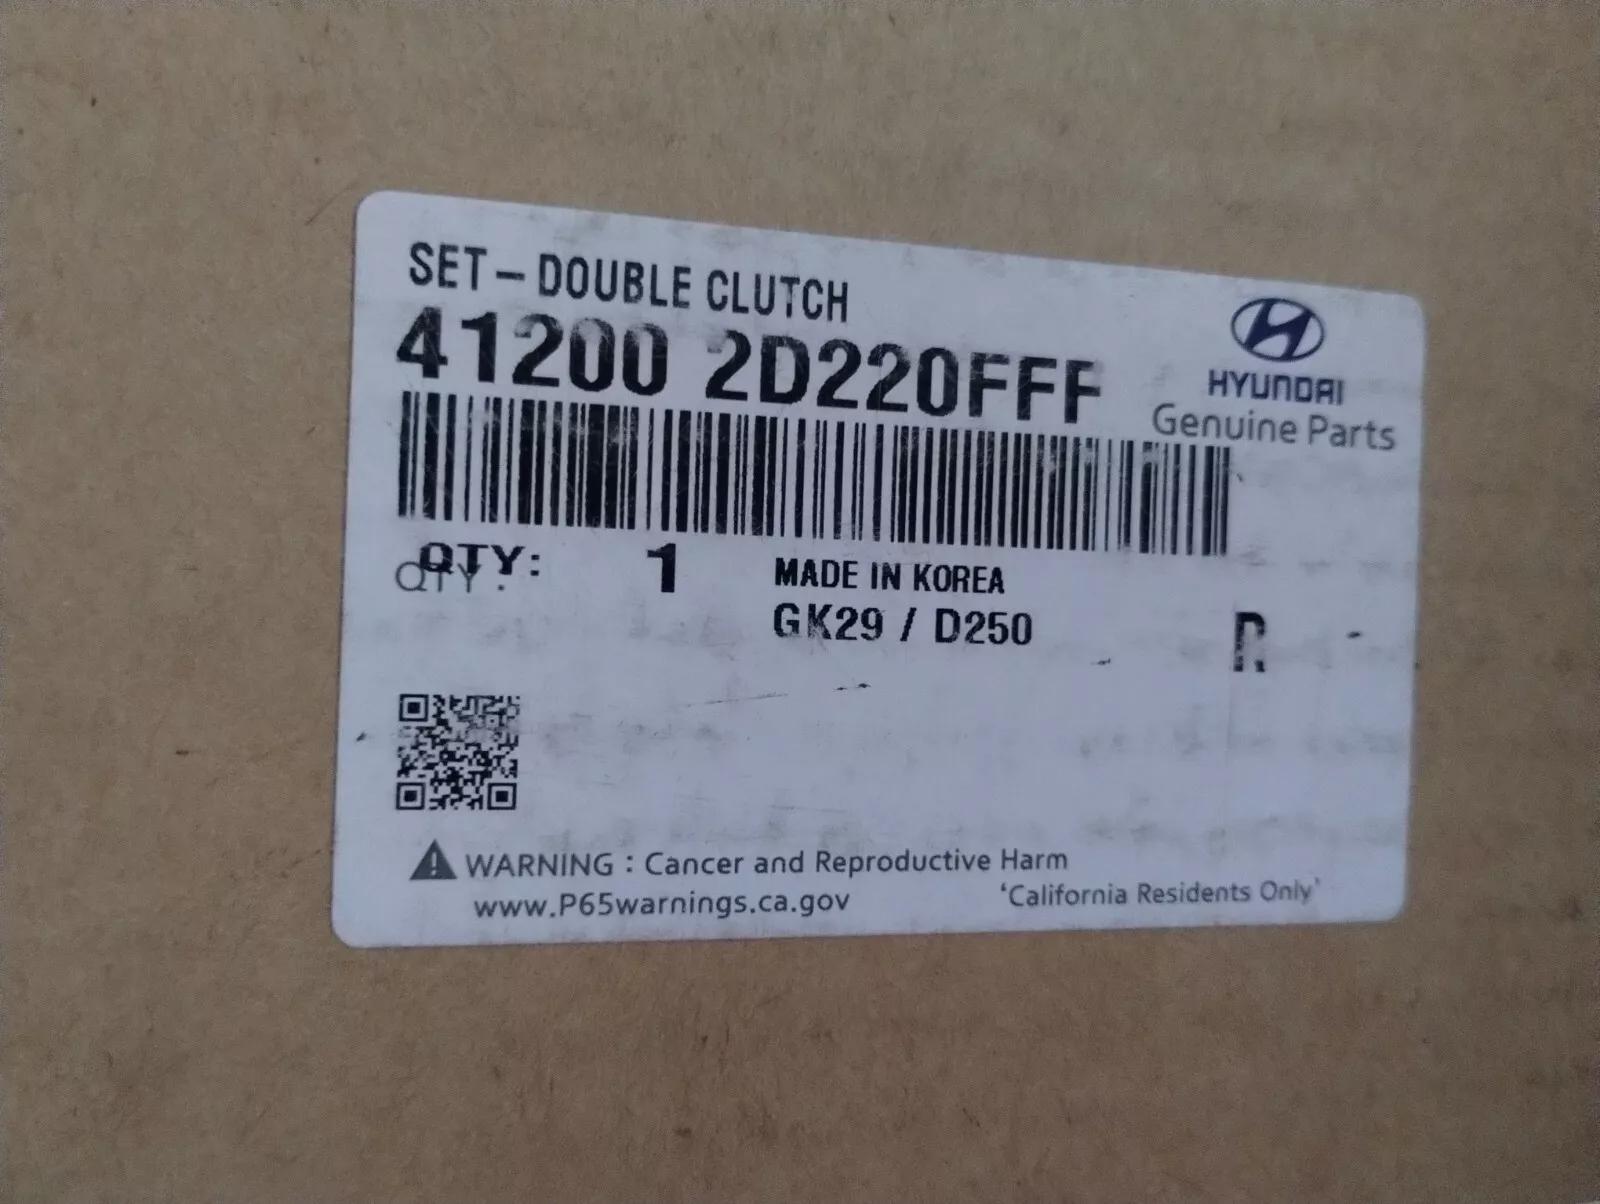 SET-DOUBLE CLUTCH
41200 2D220FFF
HYUNDAI
Genuine Parts
QTY: 1
QTY :
MADE IN KOREA
GK29 / D250
R
WARNING : Cancer and Reproductive Harm
www.P65warnings.ca.gov
'California Residents Only'